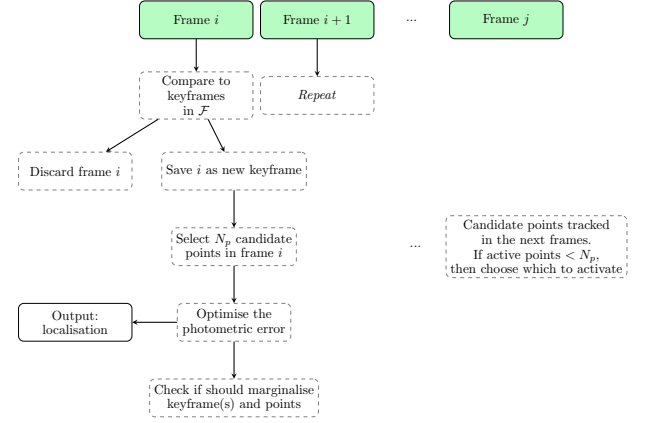 Frame i
Frame i + 1
...
Frame j
Compare to
keyframes
in ℱ
Repeat
Discard frame i
Save i as new keyframe
Select Nₚ candidate
points in frame i
...
Candidate points tracked
in the next frames.
If active points < Nₚ,
then choose which to activate
Output:
localisation
Optimise the
photometric error
Check if should marginalise
keyframe(s) and points